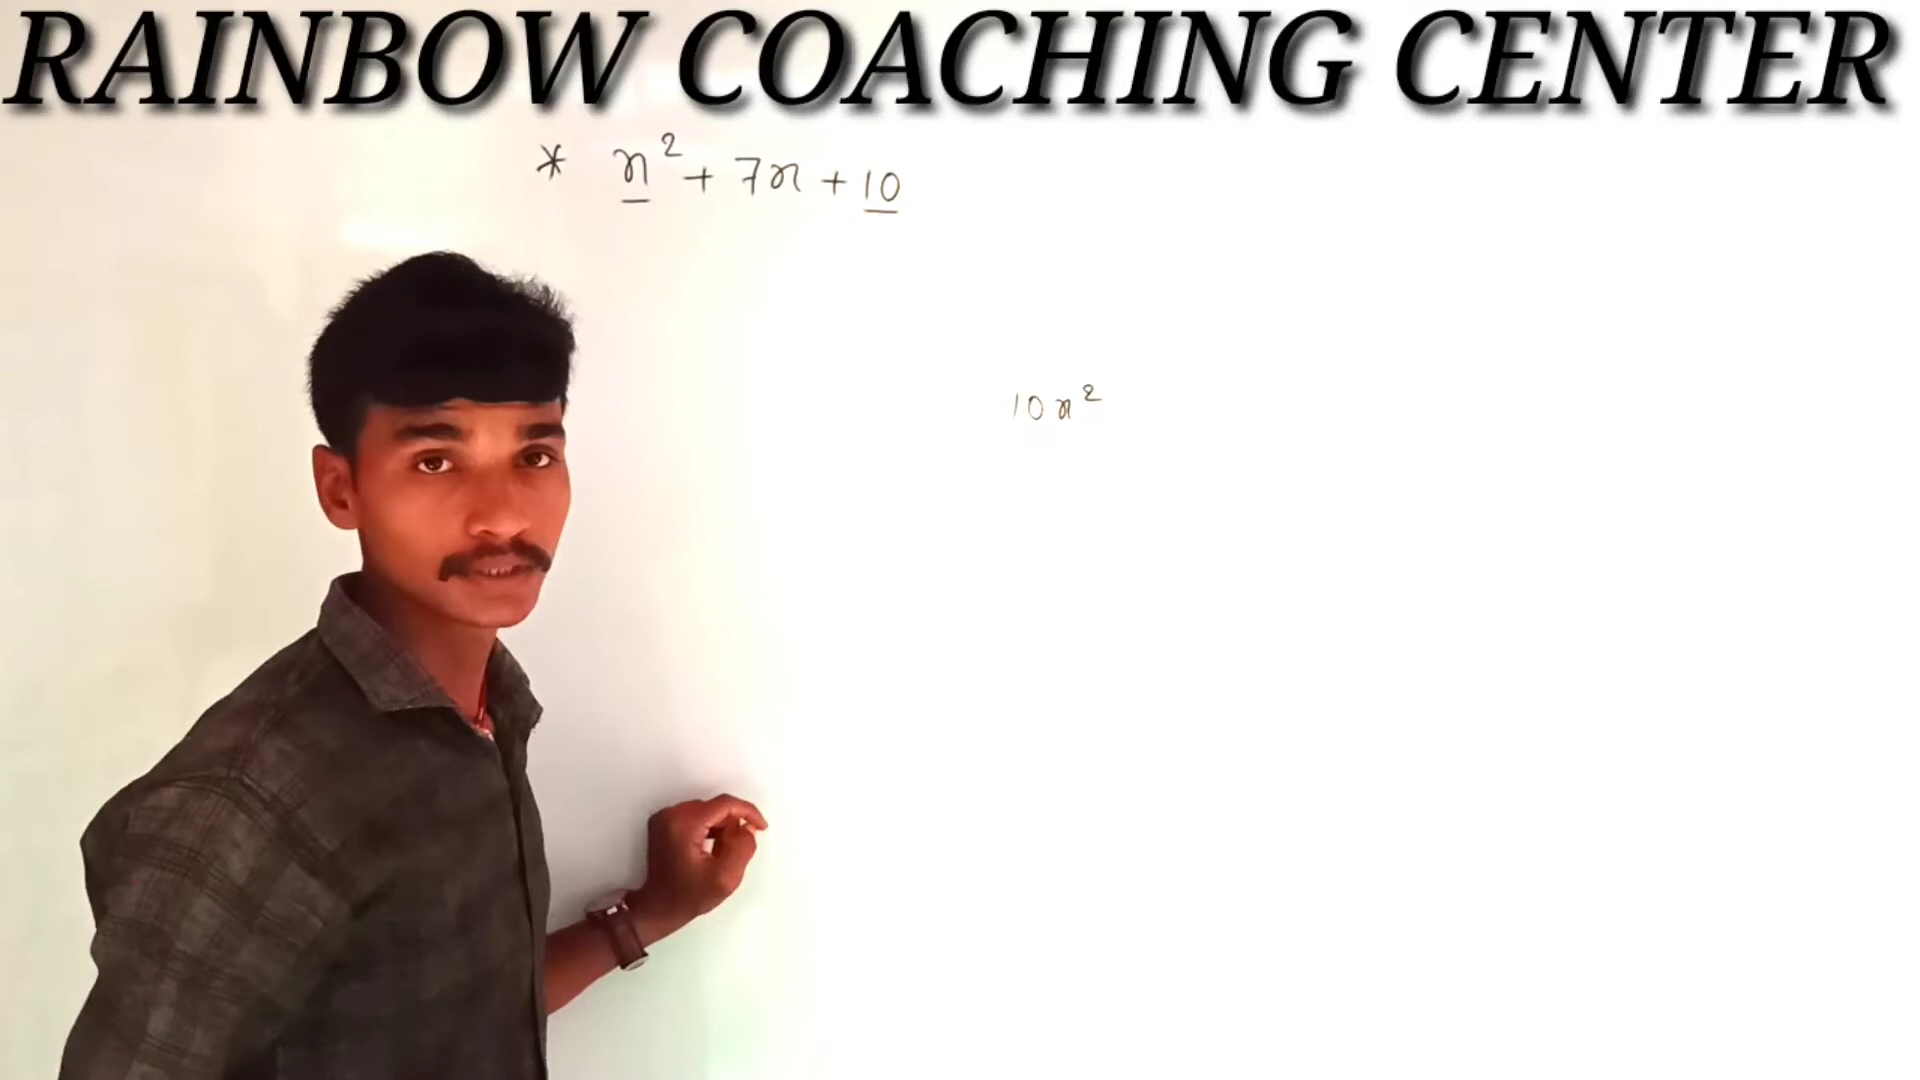 RAINBOW COACHING CENTER
* x² + 7x + 10
10x²